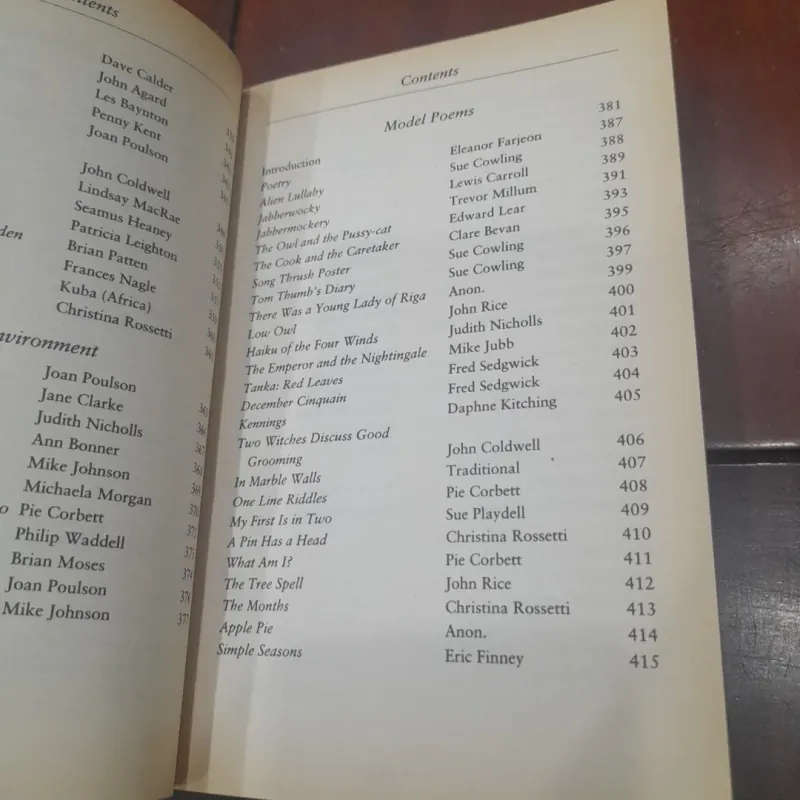 Dave Calder
John Agard
Les Baynton
Penny Kent
Joan Poulson
John Coldwell
Lindsay MacRae
Seamus Heaney
Patricia Leighton
Brian Patten
Frances Nagle
Kuba (Africa)
Christina Rossetti
Joan Poulson
Jane Clarke 366
Judith Nicholls 367
Ann Bonner 368
Mike Johnson 369
Michaela Morgan 370
Pie Corbett 371
Philip Waddell 373
Brian Moses 374
Joan Poulson 376
Mike Johnson 377
Contents
Model Poems
Introduction 381
Poetry Eleanor Farjeon 387
Alien Lullaby Sue Cowling 388
Jabberwocky Lewis Carroll 389
Jabbermockery Trevor Millum 391
The Owl and the Pussy-cat Edward Lear 393
The Cook and the Caretaker Clare Bevan 395
Song Thrush Poster Sue Cowling 396
Tom Thumb's Diary Sue Cowling 397
There Was a Young Lady of Riga Anon. 399
Low Owl John Rice 400
Haiku of the Four Winds Judith Nicholls 401
The Emperor and the Nightingale Mike Jubb 402
Tanka: Red Leaves Fred Sedgwick 403
December Cinquain Fred Sedgwick 404
Kennings Daphne Kitching 405
Two Witches Discuss Good
Grooming John Coldwell 406
In Marble Walls Traditional 407
One Line Riddles Pie Corbett 408
My First Is in Two Sue Playdell 409
A Pin Has a Head Christina Rossetti 410
What Am I? Pie Corbett 411
The Tree Spell John Rice 412
The Months Christina Rossetti 413
Apple Pie Anon. 414
Simple Seasons Eric Finney 415